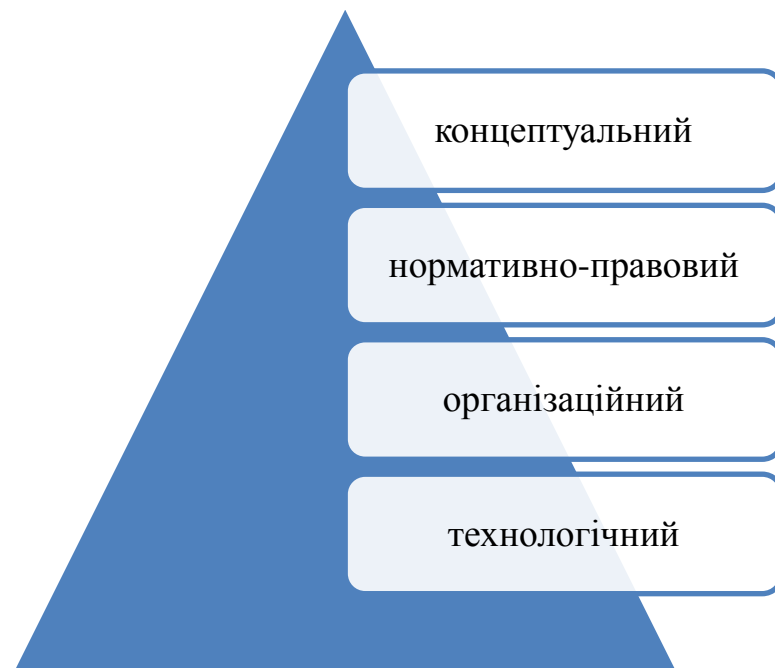 концептуальний
нормативно-правовий
організаційний
технологічний